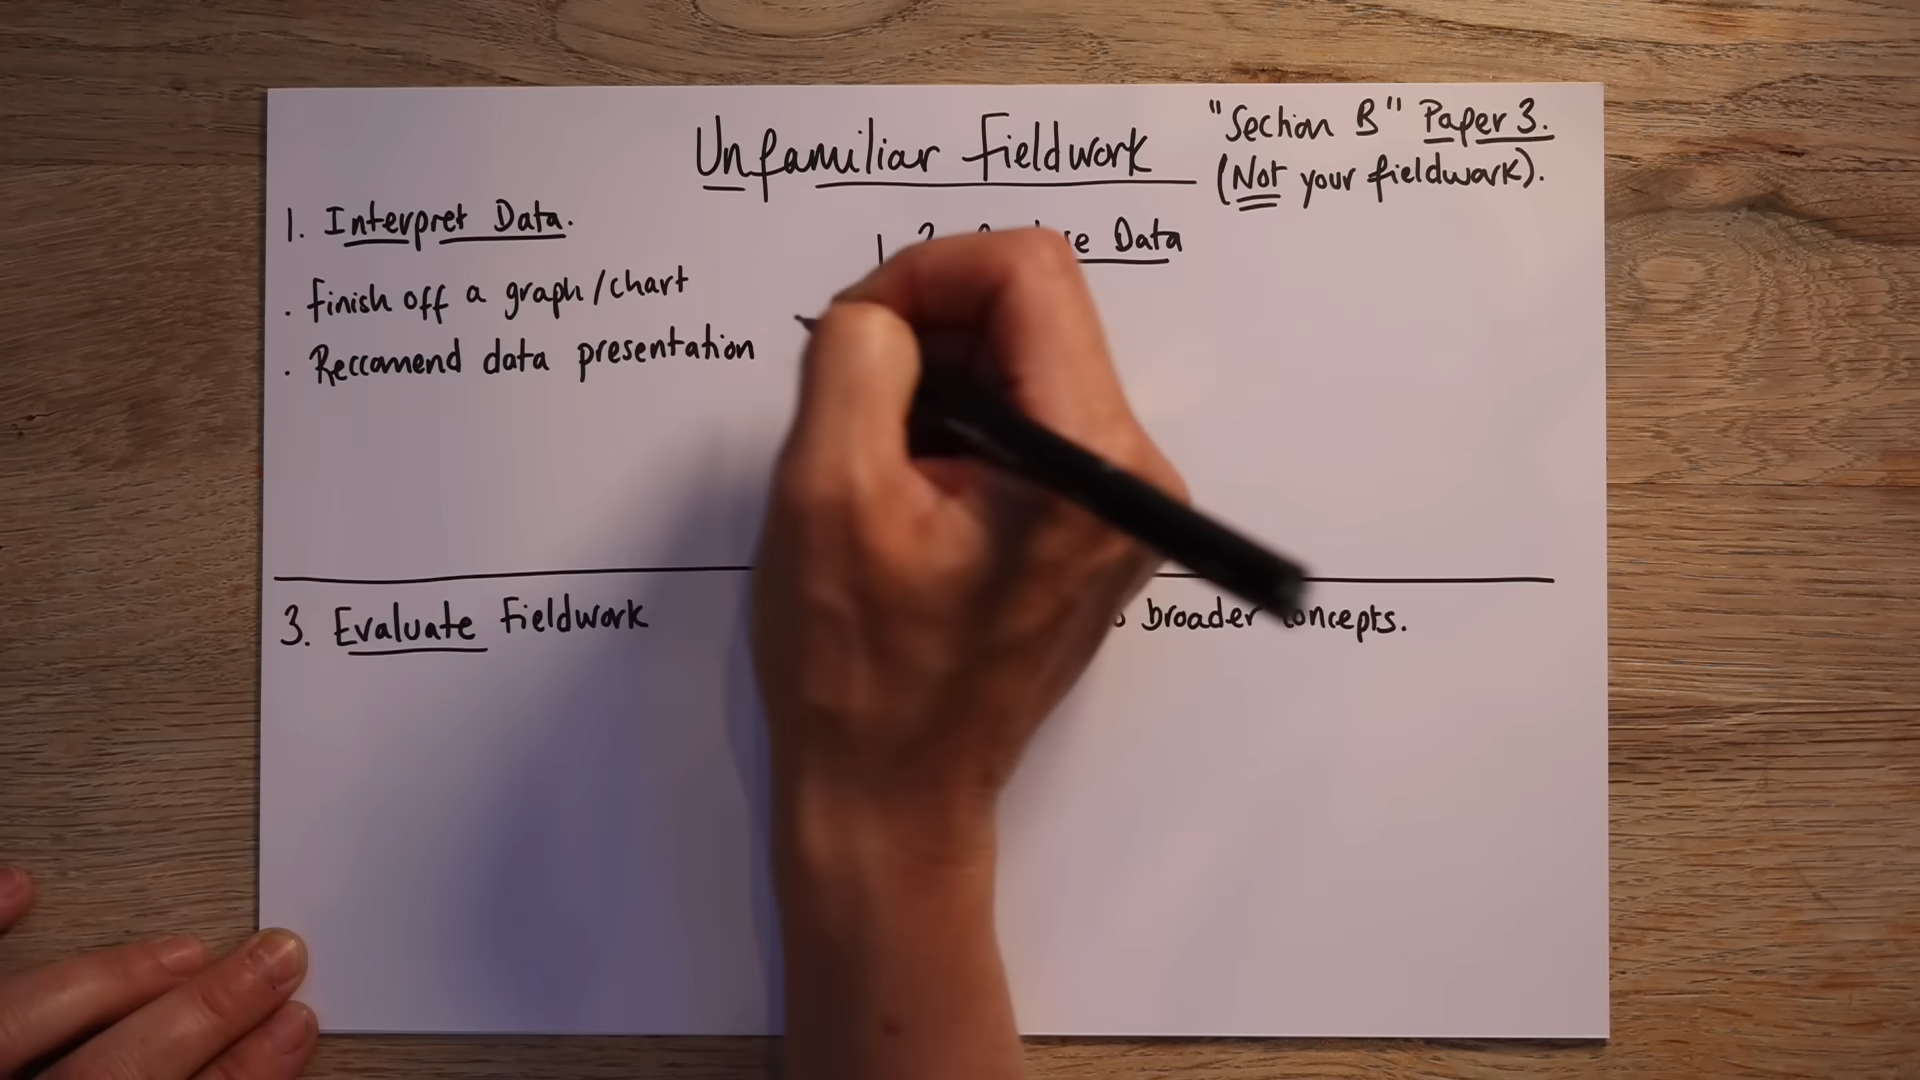 Unfamiliar Fieldwork
"Section B" Paper 3.
(Not your fieldwork).
1. Interpret Data.
. Finish off a graph/chart
. Reccomend data presentation
Data
3. Evaluate Fieldwork
broader concepts.